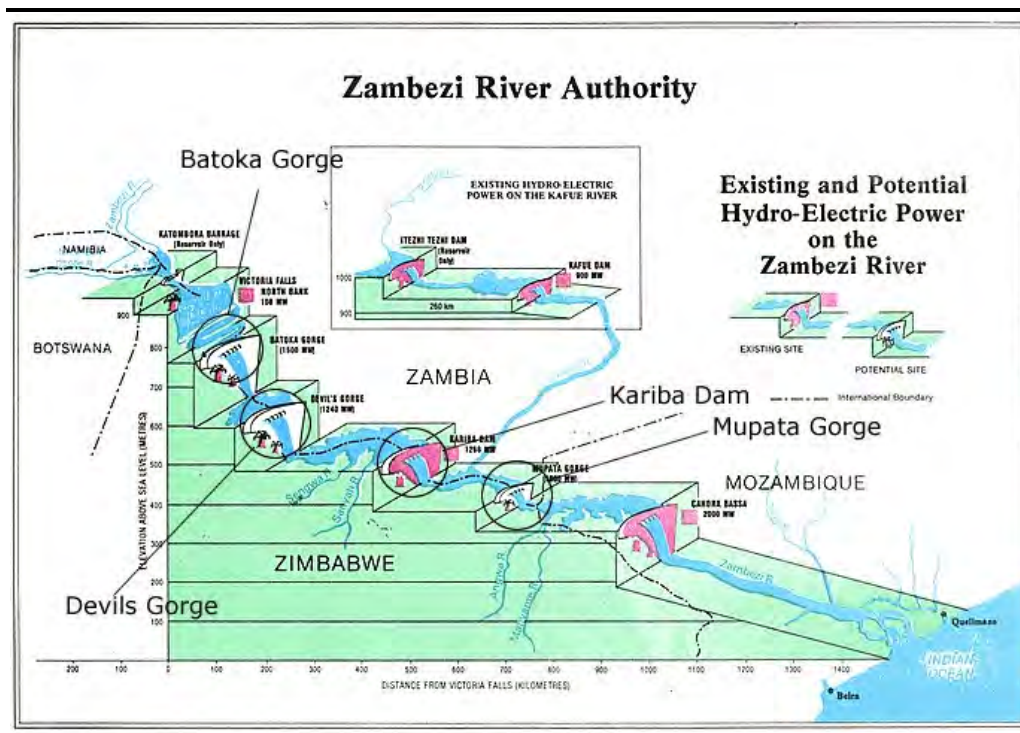 Zambezi River Authority
Batoka Gorge
EXISTING HYDRO-ELECTRIC
POWER ON THE KAFUE RIVER
Existing and Potential
Hydro-Electric Power
on the
Zambezi River
Zambezi R.
KATOMBORA BARRAGE
(Reservoir Only)
NAMIBIA
VICTORIA FALLS
NORTH BANK
108 MW
ITEZHI TEZHI DAM
(Reservoir
Only)
KAFUE DAM
900 MW
1000
900
250 km
EXISTING SITE
POTENTIAL SITE
International Boundary
BOTSWANA
900
800
700
600
500
400
300
200
100
ELEVATION ABOVE SEA LEVEL (METRES)
BATOKA GORGE
(1500 MW)
ZAMBIA
DEVIL'S GORGE
(1240 MW)
Kariba Dam
KARIBA DAM
Mupata Gorge
MUPATA GORGE
MOZAMBIQUE
CAHORA BASSA
2000 MW
Sengwa R.
Sanyati R.
ZIMBABWE
Angwa R.
Zambezi R.
Devils Gorge
Quelimane
INDIAN
OCEAN
Beira
200 100 0 100 200 300 400 500 600 700 800 900 1000 1100 1200 1300 1400
DISTANCE FROM VICTORIA FALLS (KILOMETRES)